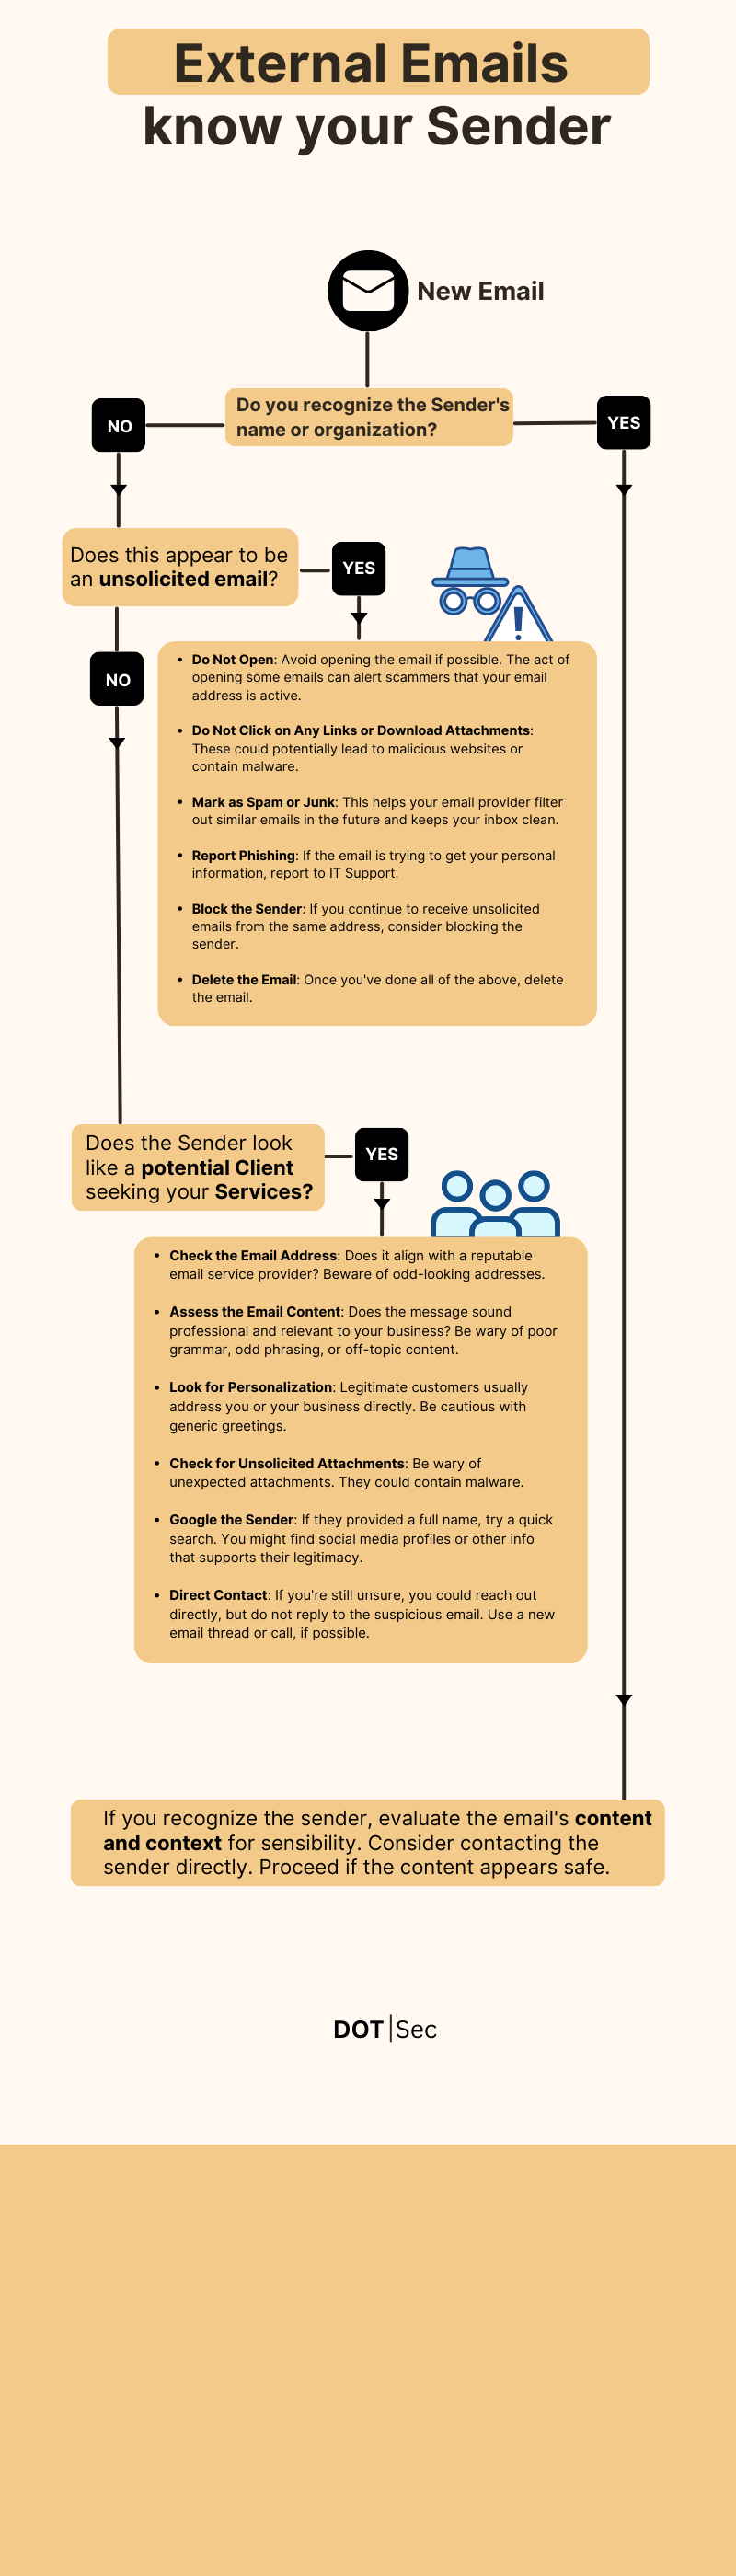 External Emails
know your Sender
New Email
Do you recognize the Sender's
name or organization?
NO
YES
Does this appear to be
an unsolicited email?
YES
NO
• Do Not Open: Avoid opening the email if possible. The act of
opening some emails can alert scammers that your email
address is active.
• Do Not Click on Any Links or Download Attachments:
These could potentially lead to malicious websites or
contain malware.
• Mark as Spam or Junk: This helps your email provider filter
out similar emails in the future and keeps your inbox clean.
• Report Phishing: If the email is trying to get your personal
information, report to IT Support.
• Block the Sender: If you continue to receive unsolicited
emails from the same address, consider blocking the
sender.
• Delete the Email: Once you've done all of the above, delete
the email.
Does the Sender look
like a potential Client
seeking your Services?
YES
• Check the Email Address: Does it align with a reputable
email service provider? Beware of odd-looking addresses.
• Assess the Email Content: Does the message sound
professional and relevant to your business? Be wary of poor
grammar, odd phrasing, or off-topic content.
• Look for Personalization: Legitimate customers usually
address you or your business directly. Be cautious with
generic greetings.
• Check for Unsolicited Attachments: Be wary of
unexpected attachments. They could contain malware.
• Google the Sender: If they provided a full name, try a quick
search. You might find social media profiles or other info
that supports their legitimacy.
• Direct Contact: If you're still unsure, you could reach out
directly, but do not reply to the suspicious email. Use a new
email thread or call, if possible.
If you recognize the sender, evaluate the email's content
and context for sensibility. Consider contacting the
sender directly. Proceed if the content appears safe.
DOT|Sec